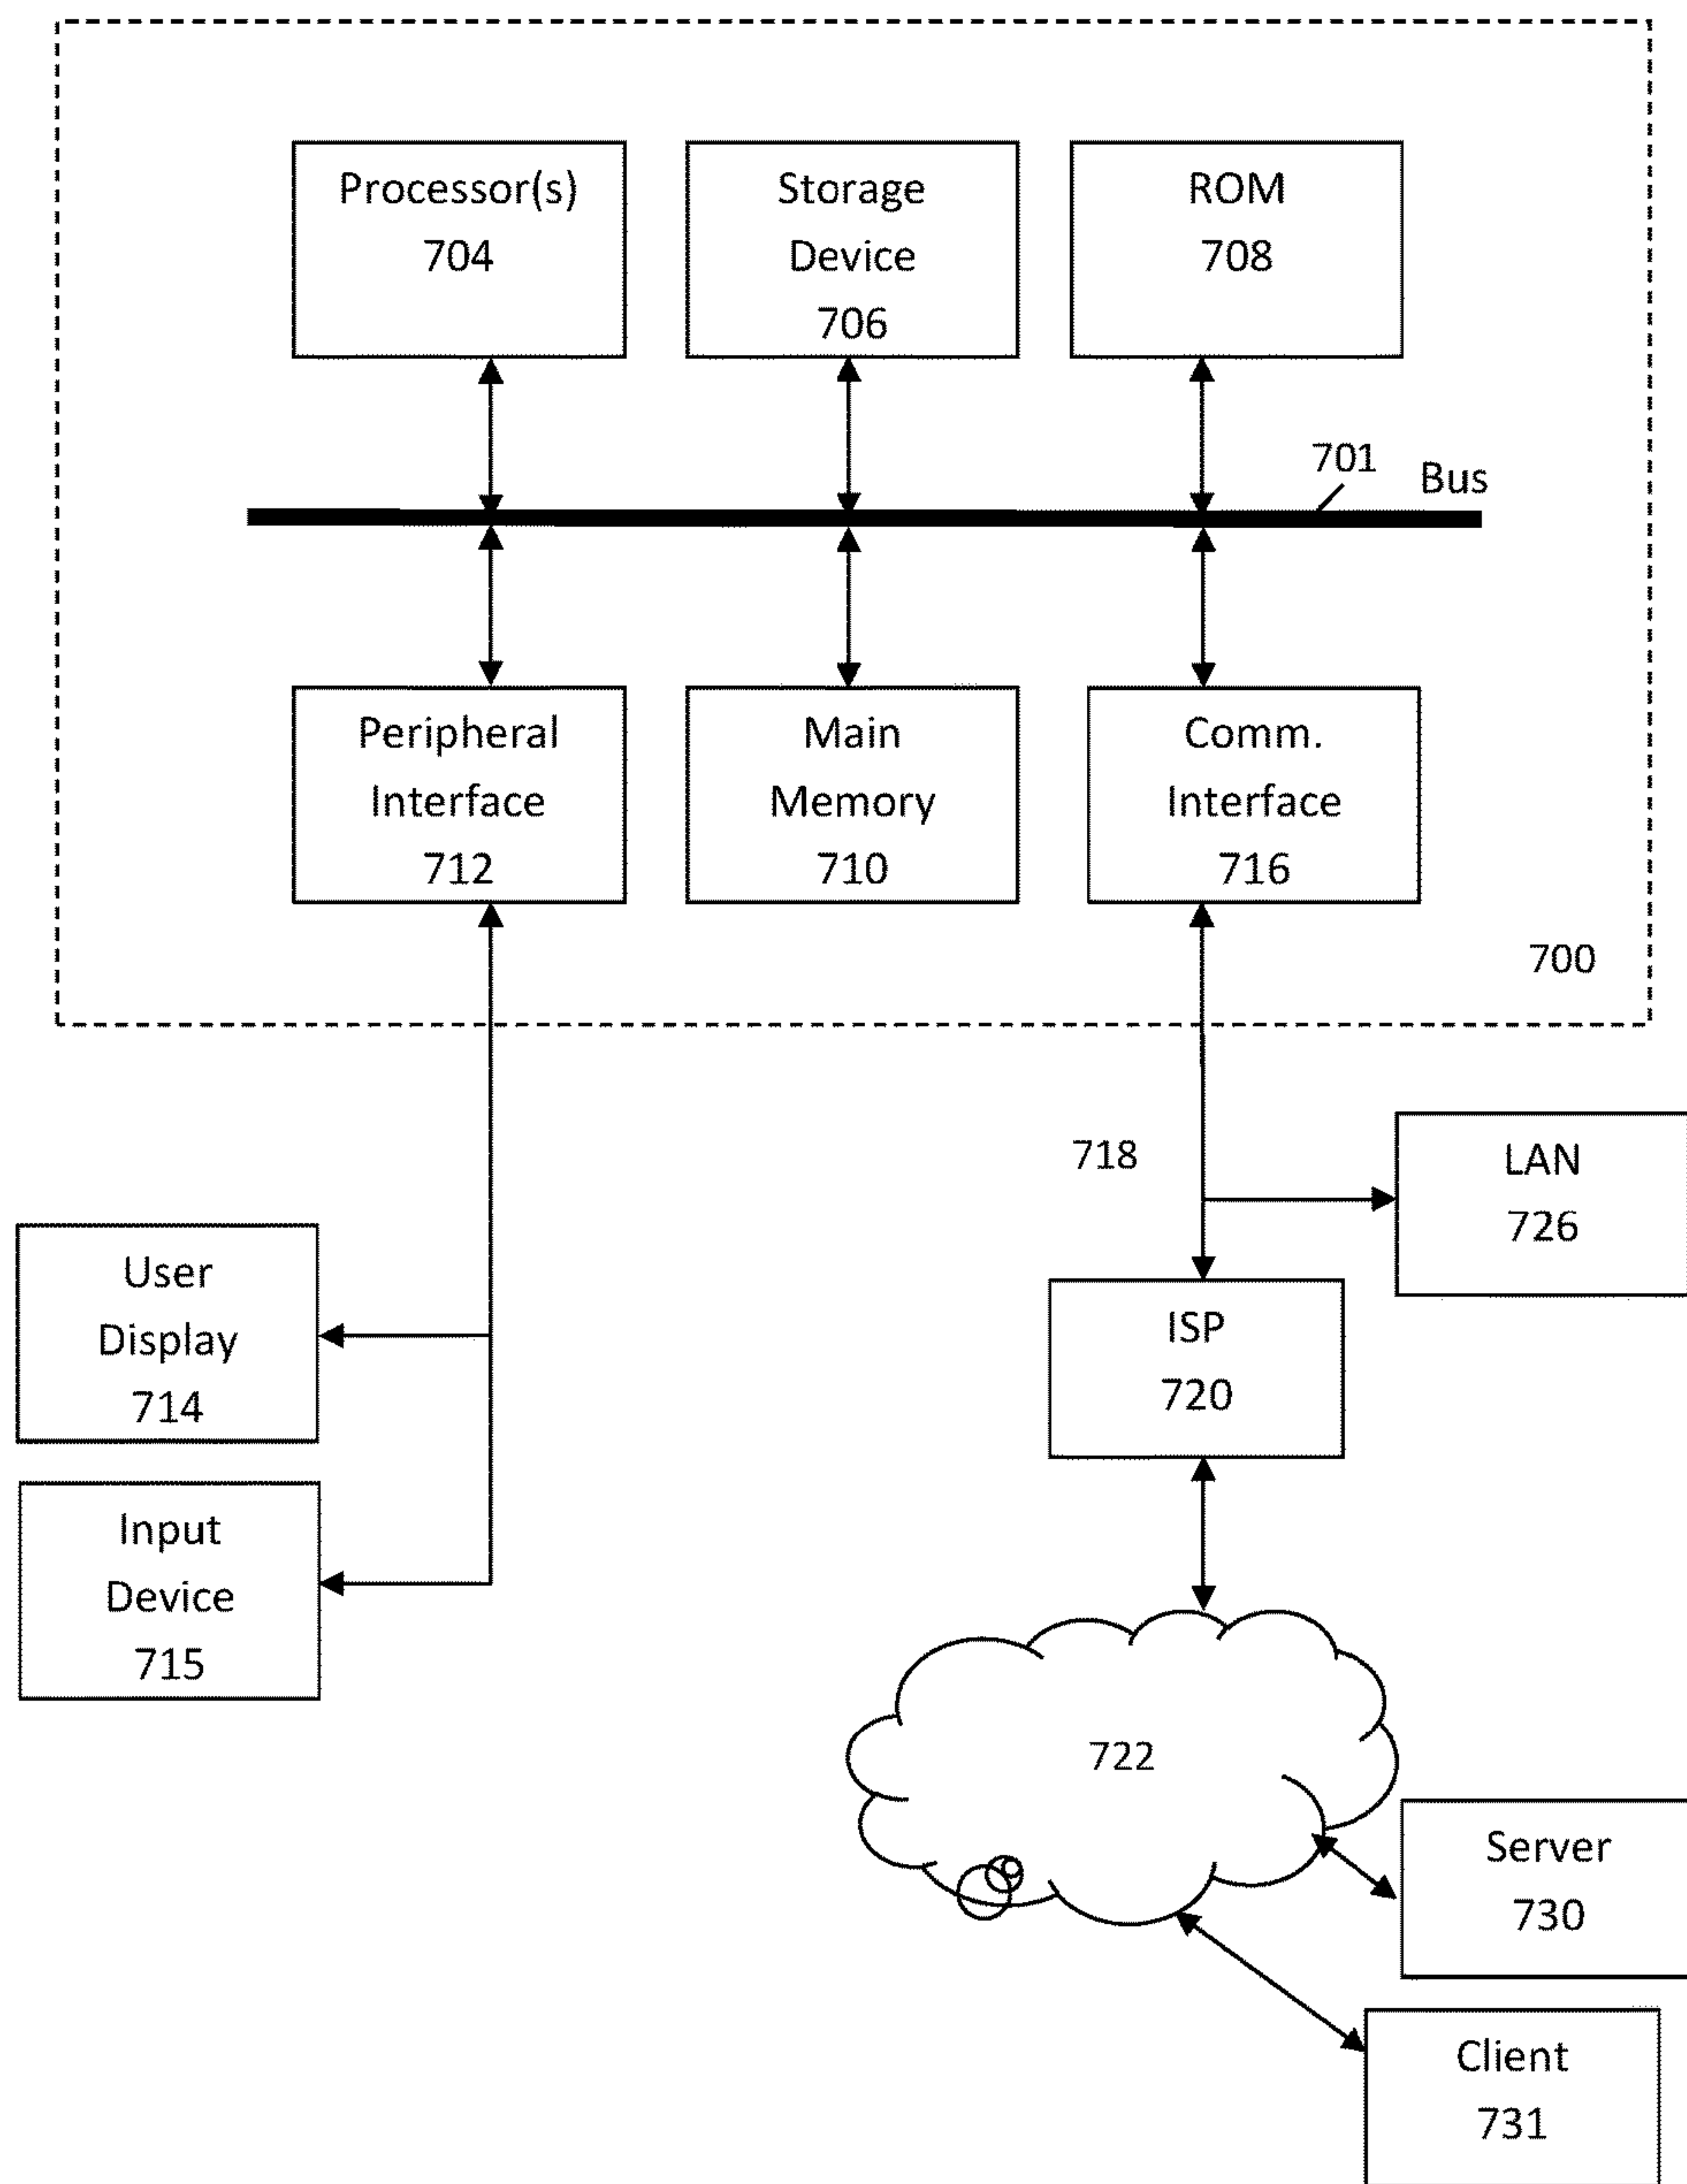 Processor(s)
704
Storage
Device
706
ROM
708
701
Bus
Peripheral
Interface
712
Main
Memory
710
Comm.
Interface
716
700
718
LAN
726
User
Display
714
ISP
720
Input
Device
715
722
Server
730
Client
731